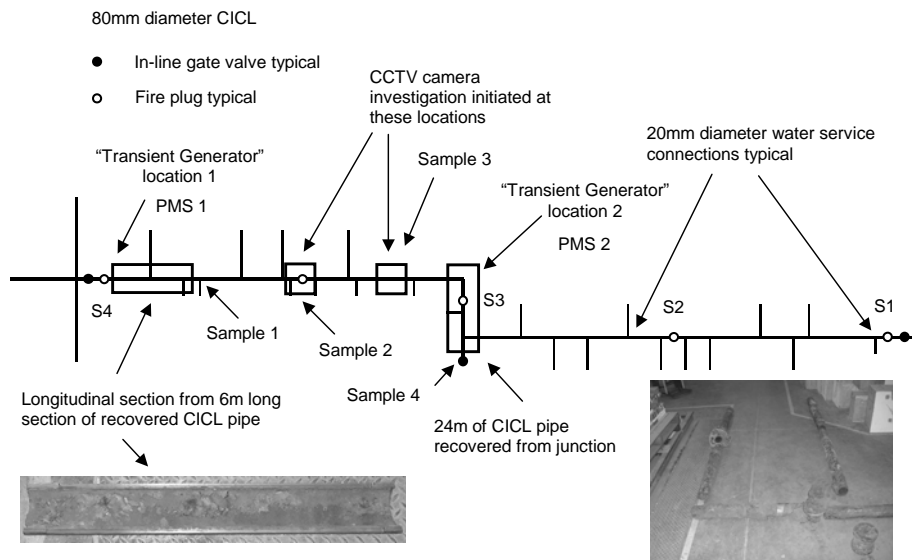 80mm diameter CICL
In-line gate valve typical
Fire plug typical
CCTV camera
investigation initiated at
these locations
20mm diameter water service
connections typical
“Transient Generator”
location 1
PMS 1
Sample 3
“Transient Generator”
location 2
PMS 2
S4
Sample 1
Sample 2
S3
S2
S1
Sample 4
Longitudinal section from 6m long
section of recovered CICL pipe
24m of CICL pipe
recovered from junction